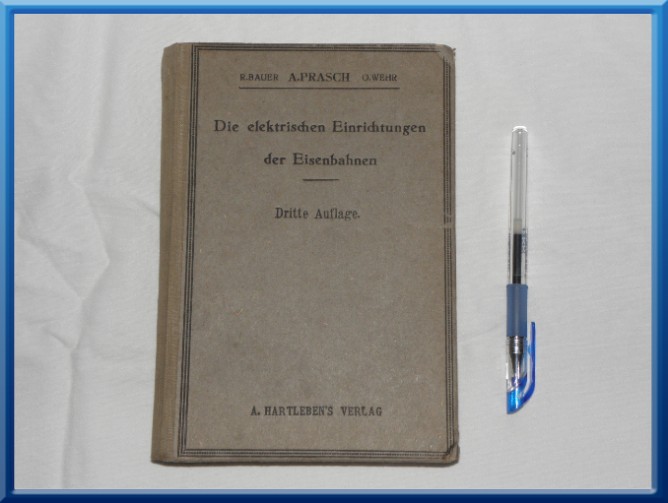 R. BAUER A. PRASCH O. WEHR
Die elektrischen Einrichtungen
der Eisenbahnen
Dritte Auflage.
A. HARTLEBEN'S VERLAG